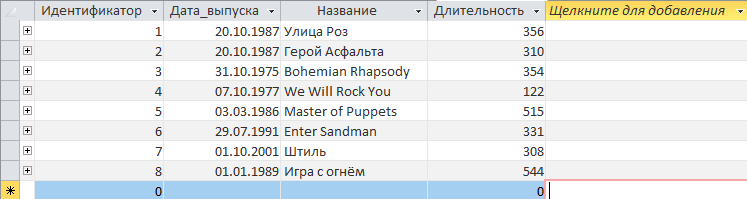 Идентификатор Дата_выпуска Название Длительность Щелкните для добавления
1 20.10.1987 Улица Роз 356
2 20.10.1987 Герой Асфальта 310
3 31.10.1975 Bohemian Rhapsody 354
4 07.10.1977 We Will Rock You 122
5 03.03.1986 Master of Puppets 515
6 29.07.1991 Enter Sandman 331
7 01.10.2001 Штиль 308
8 01.01.1989 Игра с огнём 544
0 0